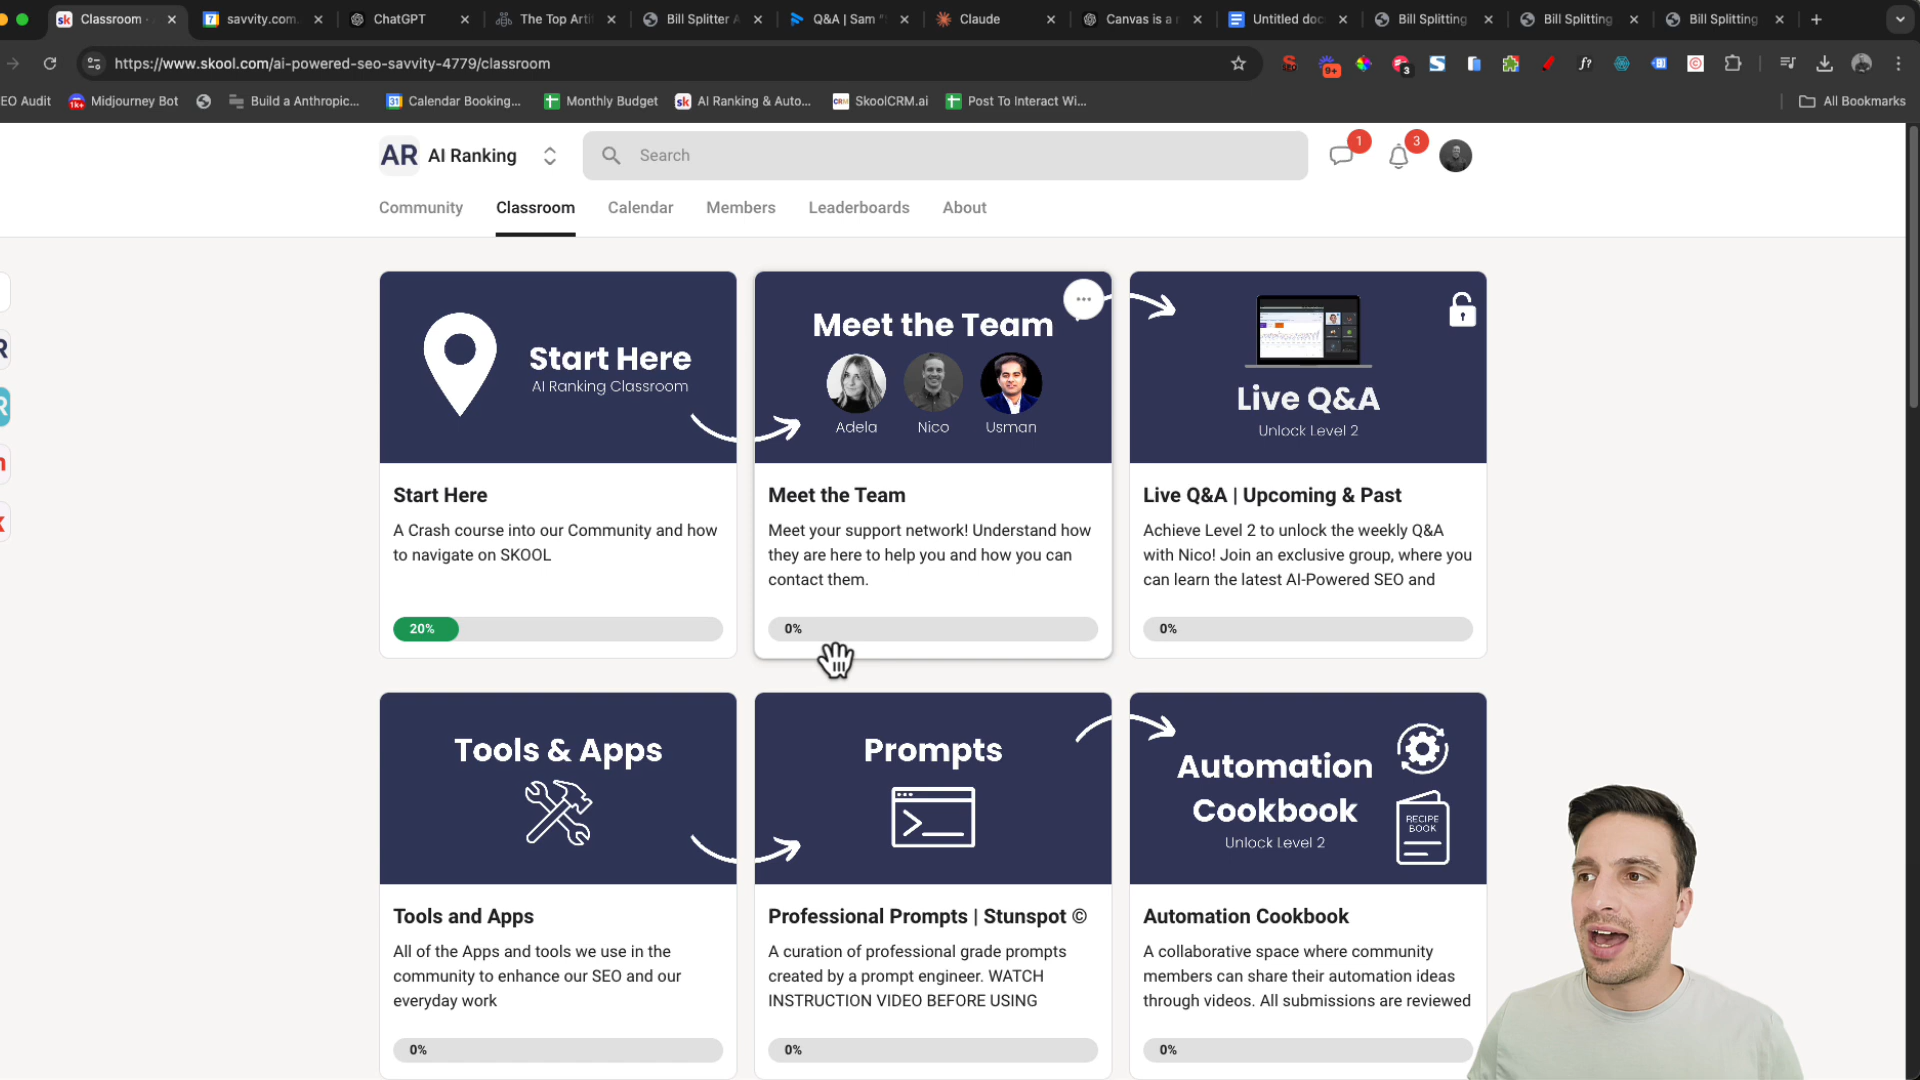 Classroom
savvity.com
ChatGPT
The Top Arti
Bill Splitter A
Q&A | Sam
Claude
Canvas is a
Untitled doc
Bill Splitting
Bill Splitting
Bill Splitting
https://www.skool.com/ai-powered-seo-savvity-4779/classroom
9+
3
f?
EO Audit
1k+
Midjourney Bot
Build a Anthropic...
31
Calendar Booking...
Monthly Budget
sk
AI Ranking & Auto...
CRM
SkoolCRM.ai
Post To Interact Wi...
All Bookmarks
AR
AI Ranking
Search
1
3
Community
Classroom
Calendar
Members
Leaderboards
About
Start Here
AI Ranking Classroom
Start Here
A Crash course into our Community and how
to navigate on SKOOL
20%
Meet the Team
Adela
Nico
Usman
Meet the Team
Meet your support network! Understand how
they are here to help you and how you can
contact them.
0%
Live Q&A
Unlock Level 2
Live Q&A | Upcoming & Past
Achieve Level 2 to unlock the weekly Q&A
with Nico! Join an exclusive group, where you
can learn the latest AI-Powered SEO and
0%
Tools & Apps
Tools and Apps
All of the Apps and tools we use in the
community to enhance our SEO and our
everyday work
0%
Prompts
Professional Prompts | Stunspot ©
A curation of professional grade prompts
created by a prompt engineer. WATCH
INSTRUCTION VIDEO BEFORE USING
0%
Automation
Cookbook
Unlock Level 2
RECIPE
BOOK
Automation Cookbook
A collaborative space where community
members can share their automation ideas
through videos. All submissions are reviewed
0%